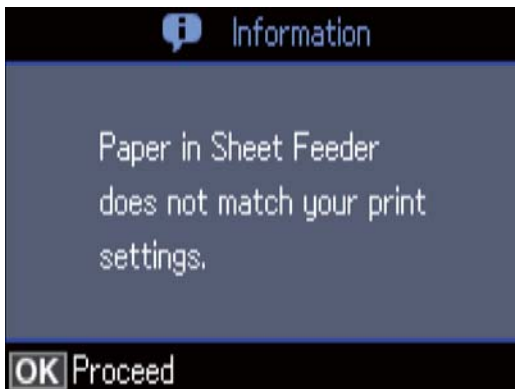 Information
Paper in Sheet Feeder
does not match your print
settings.
OK Proceed